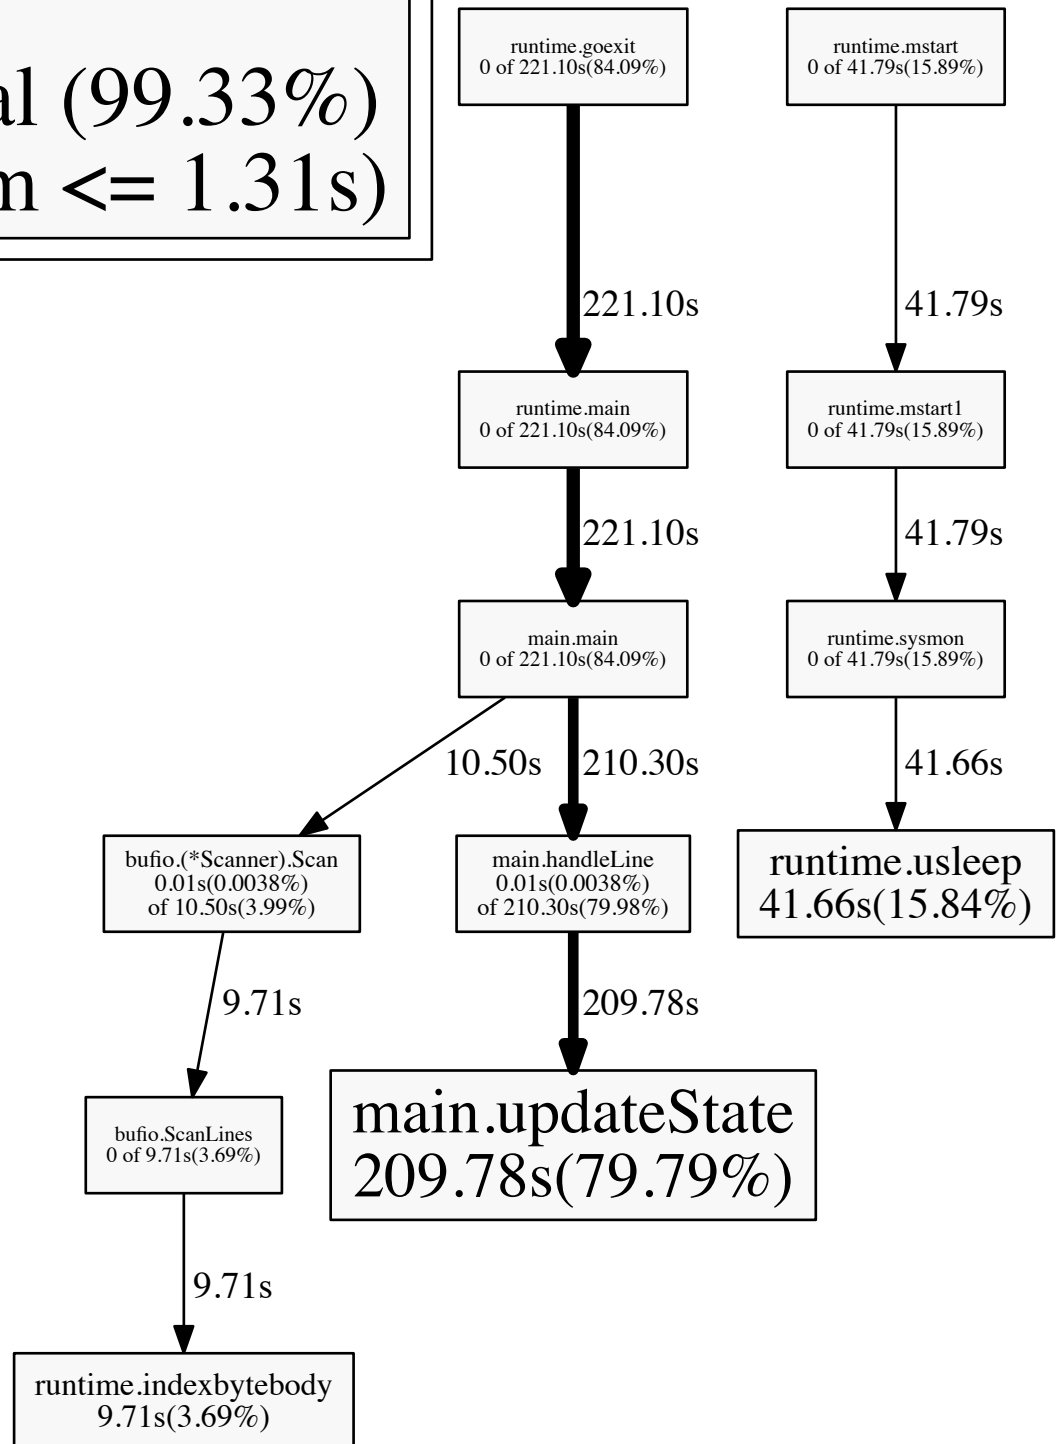 (99.33%)
<= 1.31s)
runtime.goexit
0 of 221.10s(84.09%)
runtime.mstart
0 of 41.79s(15.89%)
221.10s
41.79s
runtime.main
0 of 221.10s(84.09%)
runtime.mstart1
0 of 41.79s(15.89%)
221.10s
41.79s
main.main
0 of 221.10s(84.09%)
runtime.sysmon
0 of 41.79s(15.89%)
10.50s
210.30s
41.66s
bufio.(*Scanner).Scan
0.01s(0.0038%)
of 10.50s(3.99%)
main.handleLine
0.01s(0.0038%)
of 210.30s(79.98%)
runtime.usleep
41.66s(15.84%)
9.71s
209.78s
bufio.ScanLines
0 of 9.71s(3.69%)
main.updateState
209.78s(79.79%)
9.71s
runtime.indexbytebody
9.71s(3.69%)